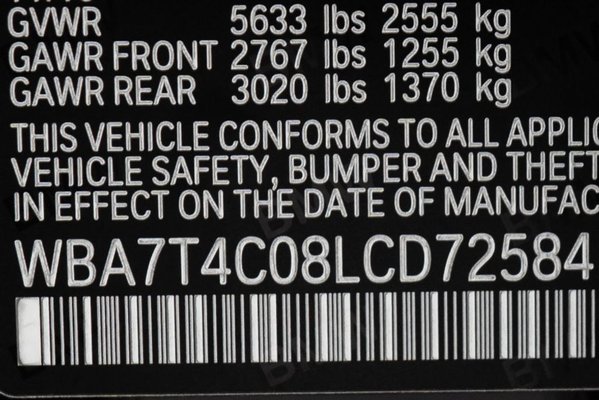 GVWR 5633 lbs 2555 kg
GAWR FRONT 2767 lbs 1255 kg
GAWR REAR 3020 lbs 1370 kg
THIS VEHICLE CONFORMS TO ALL APPLIC
VEHICLE SAFETY, BUMPER AND THEFT
IN EFFECT ON THE DATE OF MANUFAC
WBA7T4C08LCD72584